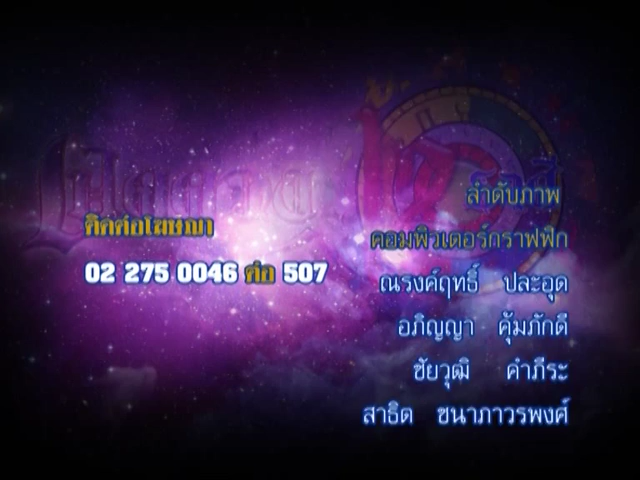 ติดต่อโฆษณา
02 275 0046 ต่อ 507
ลำดับภาพ
คอมพิวเตอร์กราฟฟิก
ณรงค์ฤทธิ์ ปละอุด
อภิญญา คุ้มภักดี
ชัยวุฒิ คำภีระ
สาธิต ชนาภาวรพงศ์